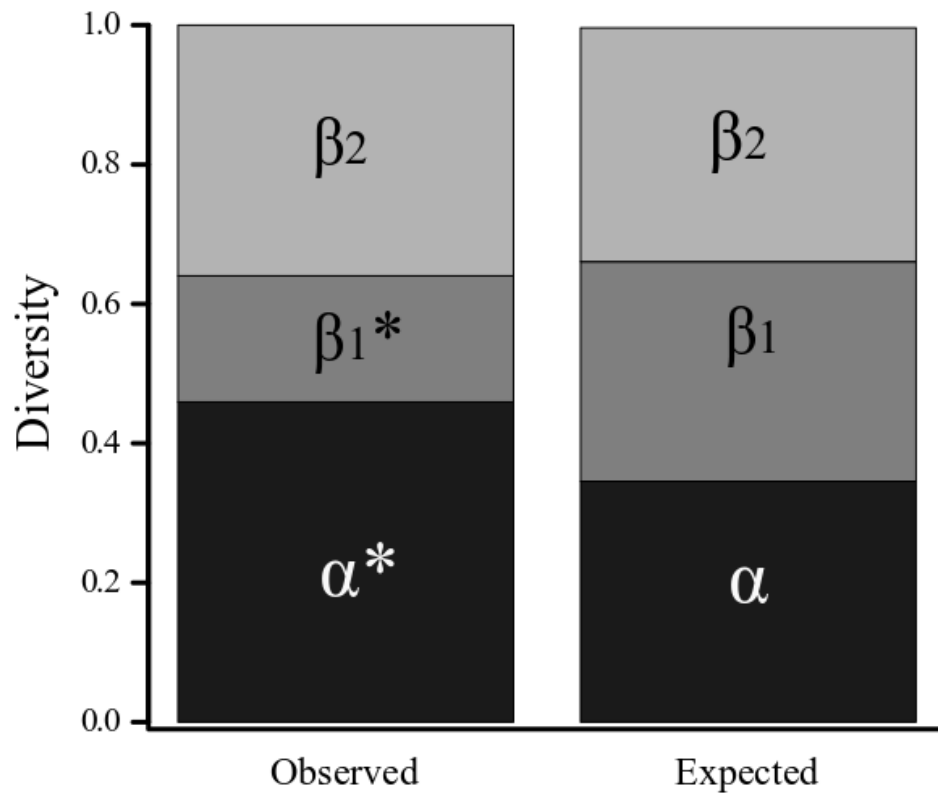 1.0
0.8
0.6
0.4
0.2
0.0
Diversity
β2
β1*
α*
β2
β1
α
Observed
Expected